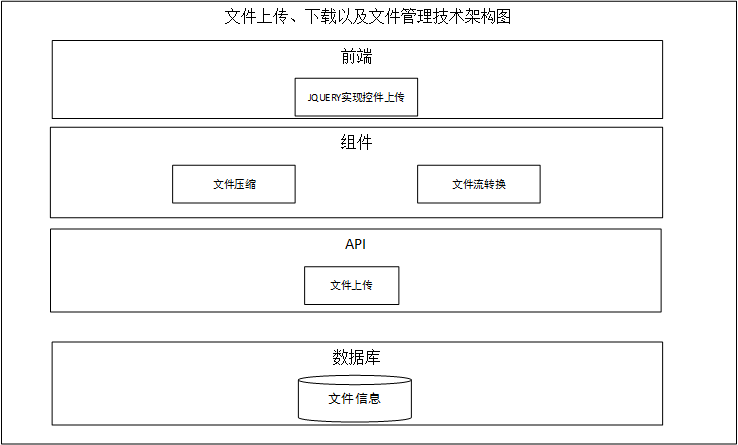 文件上传、下载以及文件管理技术架构图
前端
JQUERY实现控件上传
组件
文件压缩
文件流转换
API
文件上传
数据库
文件信息